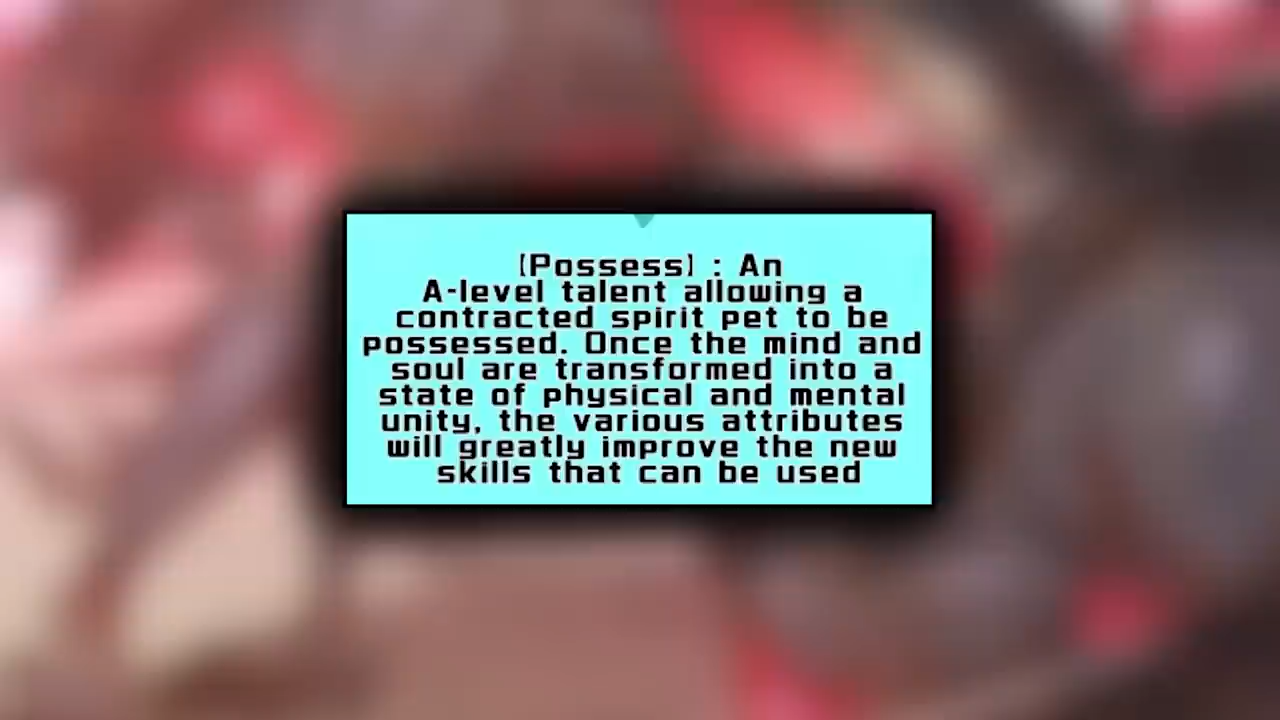 [Possess] : An
A-level talent allowing a
contracted spirit pet to be
possessed. Once the mind and
soul are transformed into a
state of physical and mental
unity, the various attributes
will greatly improve the new
skills that can be used